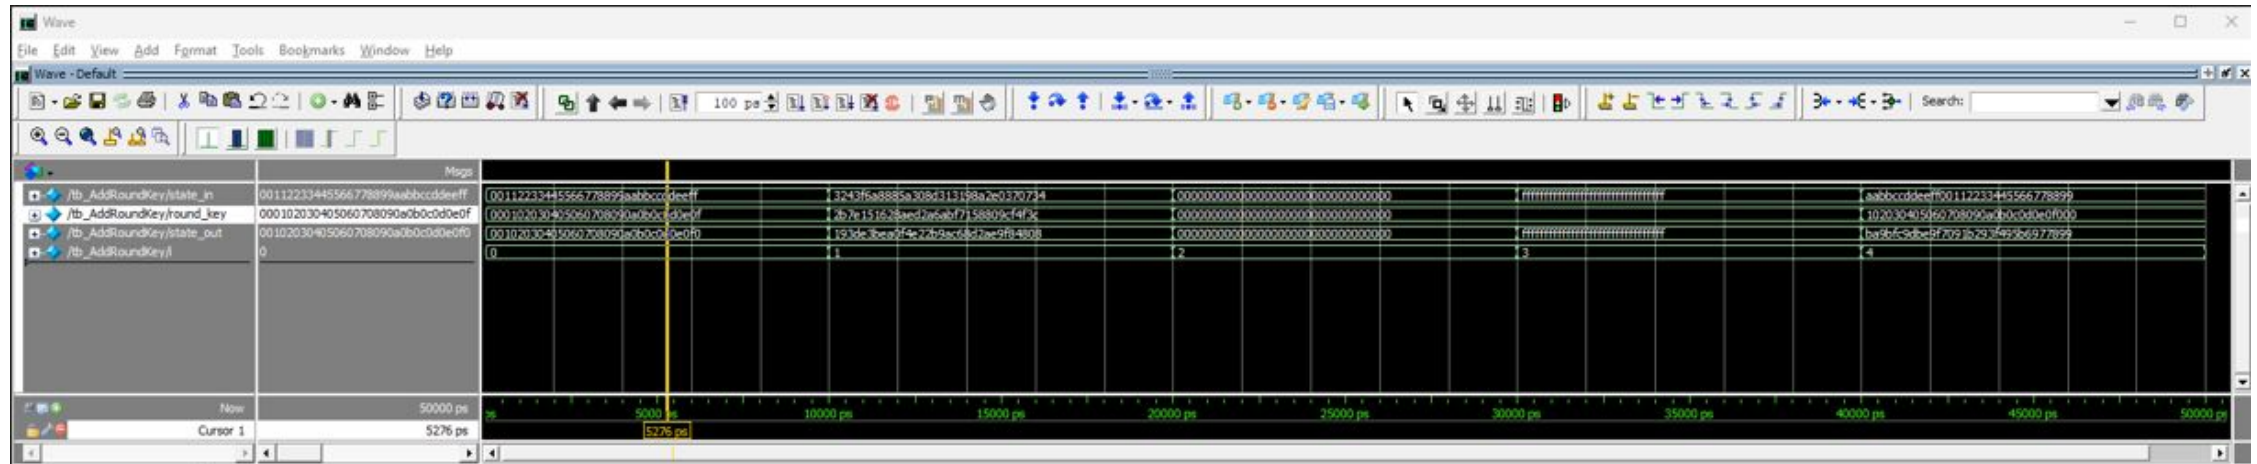 Wave
File Edit View Add Format Tools Bookmarks Window Help
Wave - Default
100 ps Search:
Msgs
/tb_AddRoundKey/state_in 00112233445566778899aabbccddeeff 00112233445566778899aabbccddeeff 3243f6a8885a308d313198a2e0370734 00000000000000000000000000000000 ffffffffffffffffffffffffffffffff aabbccddeeff00112233445566778899
/tb_AddRoundKey/round_key 000102030405060708090a0b0c0d0e0f 000102030405060708090a0b0c0d0e0f 2b7e151628aed2a6abf7158809cf4f3c 00000000000000000000000000000000 102030405060708090a0b0c0d0e0f000
/tb_AddRoundKey/state_out 00102030405060708090a0b0c0d0e0f0 00102030405060708090a0b0c0d0e0f0 193de3bea0f4e22b9ac68d2ae9f84808 00000000000000000000000000000000 ffffffffffffffffffffffffffffffff ba9bfc9dbe9f7091b293f495b6977899
/tb_AddRoundKey/i 0 0 1 2 3 4
Now 50000 ps ps 5000 ps 10000 ps 15000 ps 20000 ps 25000 ps 30000 ps 35000 ps 40000 ps 45000 ps 50000 ps
Cursor 1 5276 ps 5276 ps